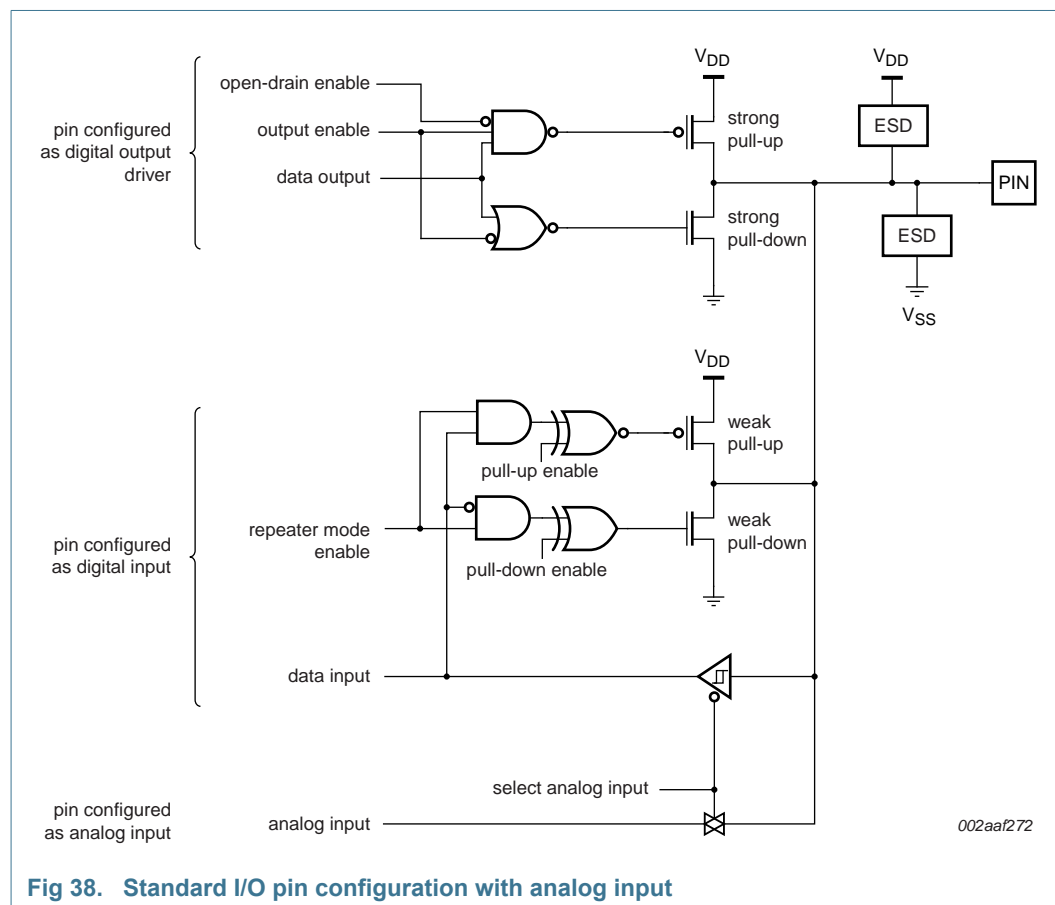 V_DD
V_DD
open-drain enable
strong
pull-up
ESD
pin configured
as digital output
driver
output enable
data output
PIN
strong
pull-down
ESD
V_SS
V_DD
weak
pull-up
pull-up enable
pin configured
as digital input
repeater mode
enable
weak
pull-down
pull-down enable
data input
select analog input
pin configured
as analog input
analog input
002aaf272
Fig 38. Standard I/O pin configuration with analog input